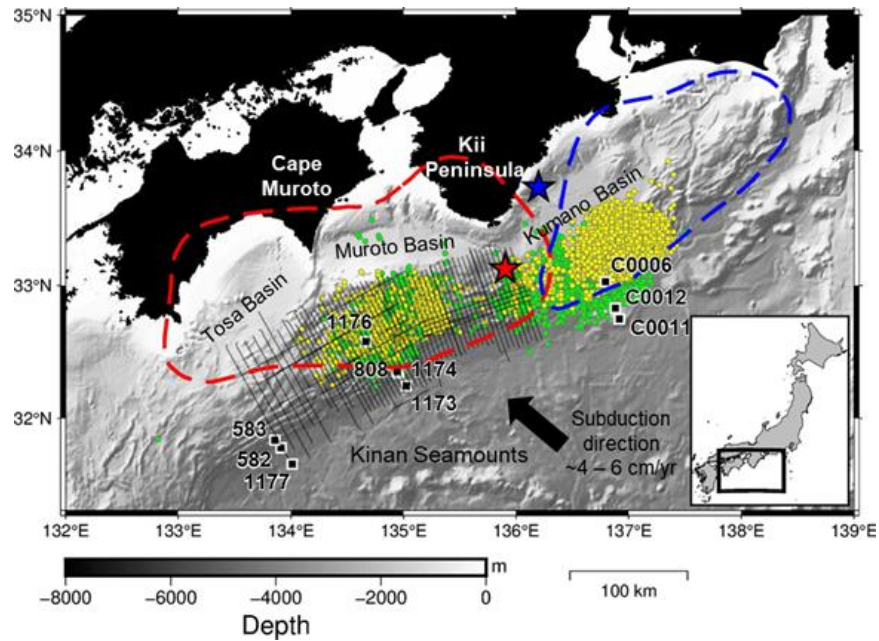 35°N
34°N
33°N
32°N
Kii
Peninsula
Cape
Muroto
Kumano Basin
Muroto Basin
Tosa Basin
C0006
C0012
C0011
1176
808 1174
1173
583
582
1177
Kinan Seamounts
Subduction
direction
~4 – 6 cm/yr
132°E 133°E 134°E 135°E 136°E 137°E 138°E 139°E
m
−8000 −6000 −4000 −2000 0
Depth
100 km